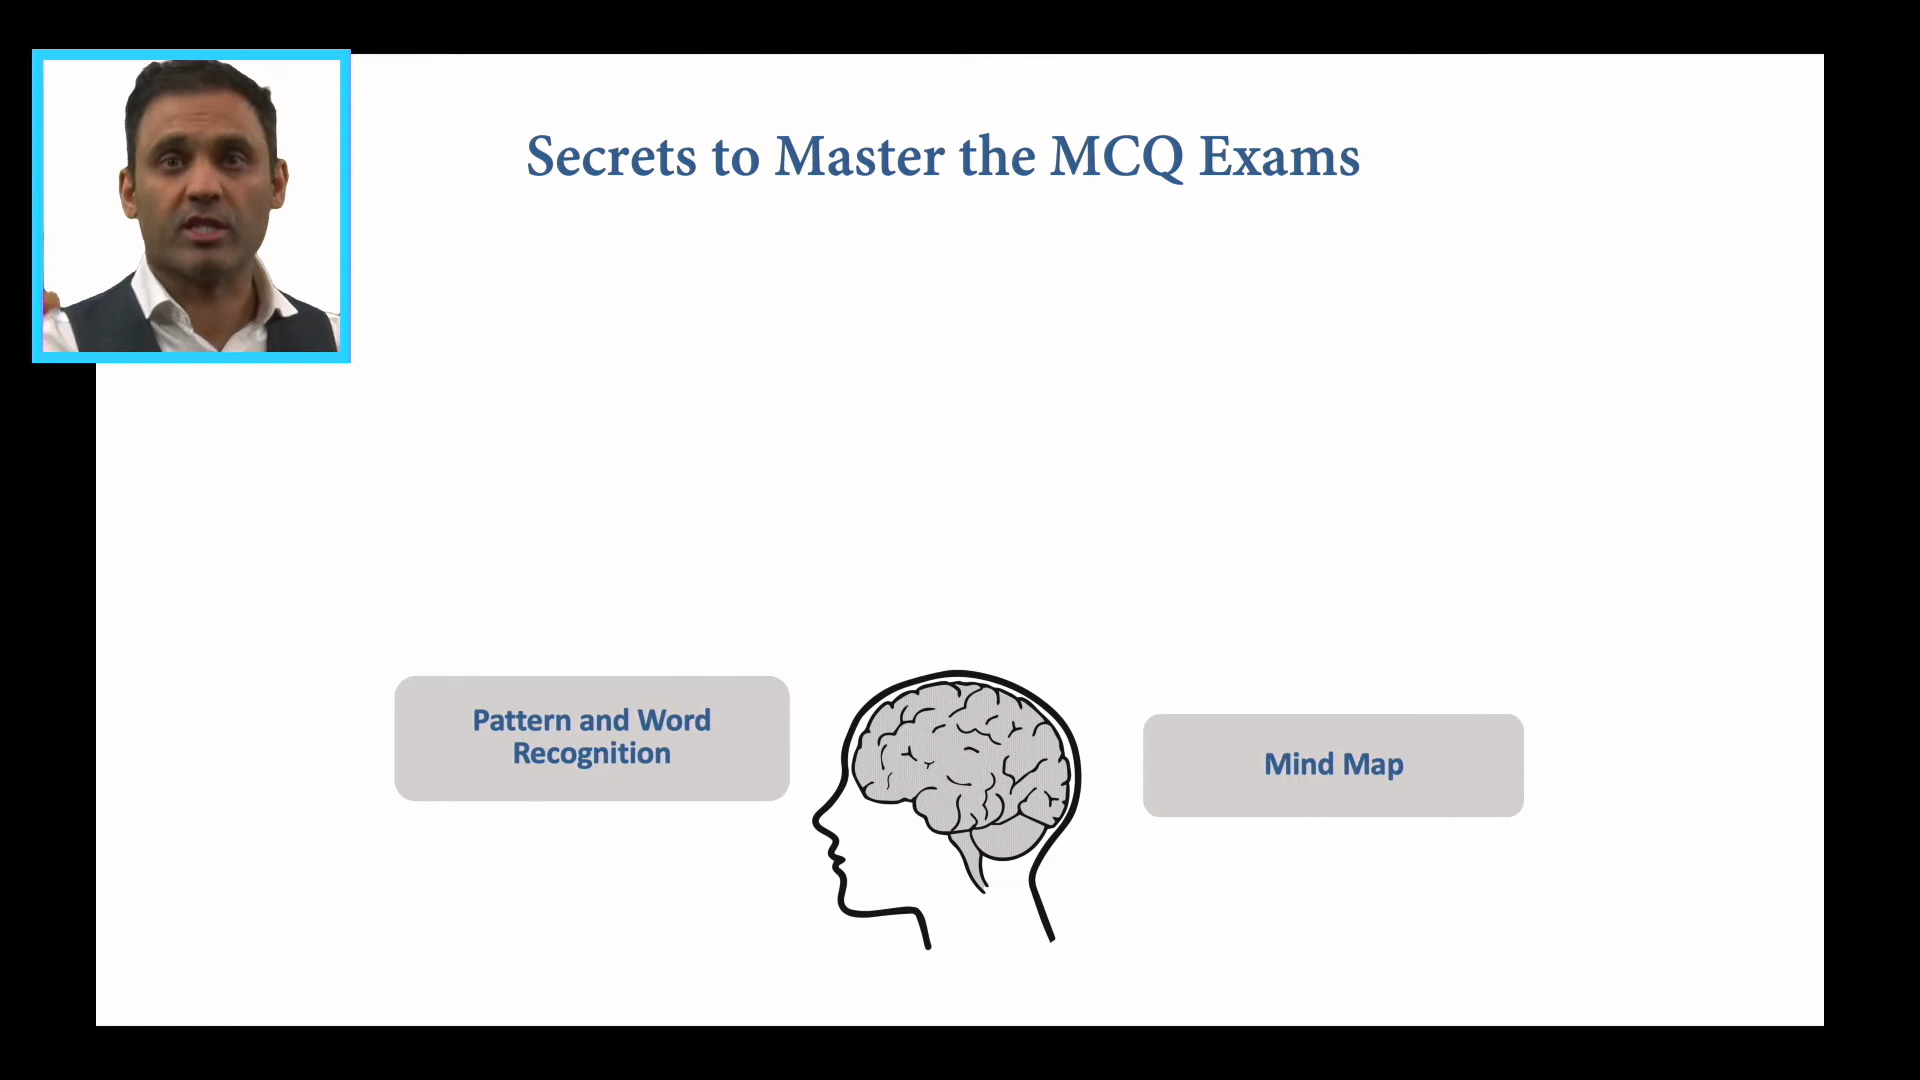 Secrets to Master the MCQ Exams
Pattern and Word
Recognition
Mind Map